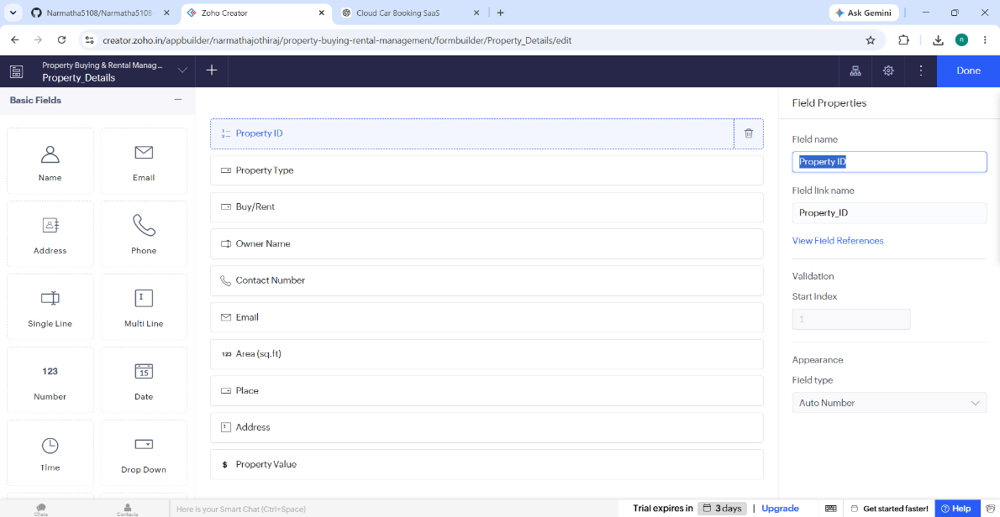 Narmatha5108/Narmatha5108
Zoho Creator
Cloud Car Booking SaaS
Ask Gemini
creator.zoho.in/appbuilder/narmathajothiraj/property-buying-rental-management/formbuilder/Property_Details/edit
n
Property Buying & Rental Manag...
Property_Details
Done
Basic Fields
Name
Email
Address
Phone
Single Line
Multi Line
123
Number
15
Date
Time
Drop Down
Property ID
Property Type
Buy/Rent
Owner Name
Contact Number
Email
123 Area (sq.ft)
Place
Address
$ Property Value
Field Properties
Field name
Property ID
Field link name
Property_ID
View Field References
Validation
Start Index
1
Appearance
Field type
Auto Number
Chats
Contacts
Here is your Smart Chat (Ctrl+Space)
Trial expires in 3 days | Upgrade
Get started faster!
Help